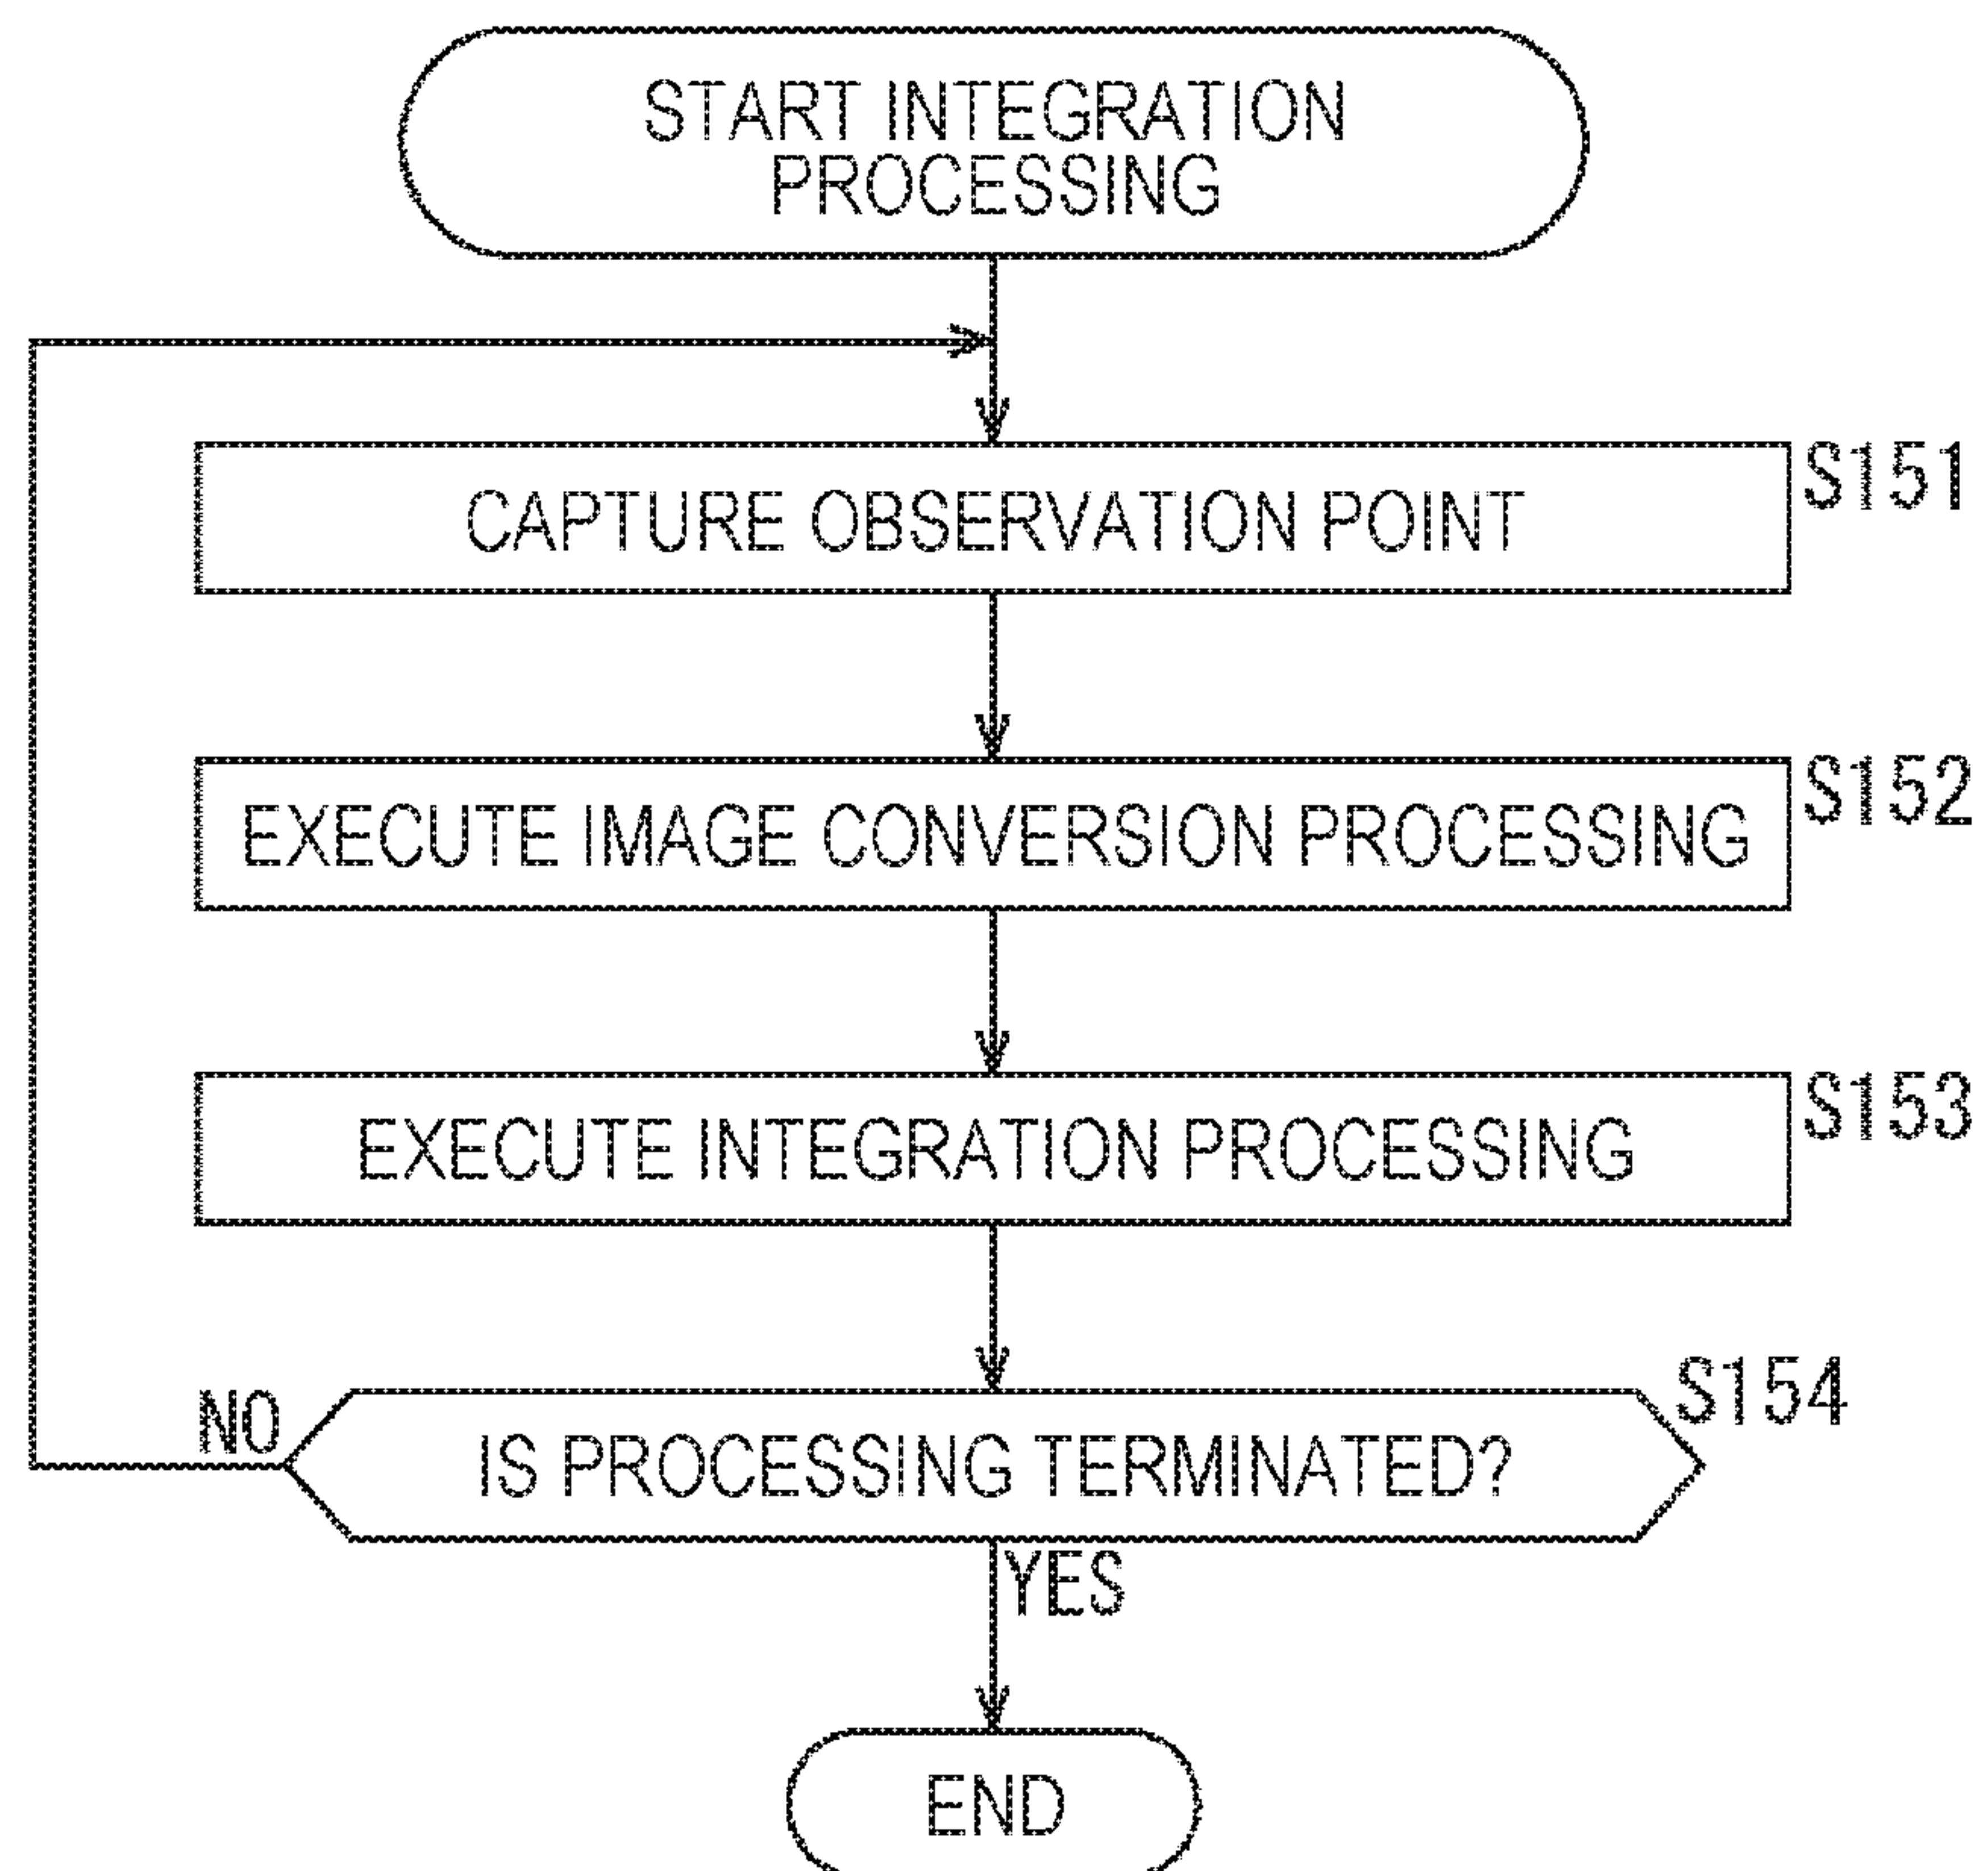 START INTEGRATION
PROCESSING
CAPTURE OBSERVATION POINT
S151
EXECUTE IMAGE CONVERSION PROCESSING
S152
EXECUTE INTEGRATION PROCESSING
S153
NO
IS PROCESSING TERMINATED?
S154
YES
END